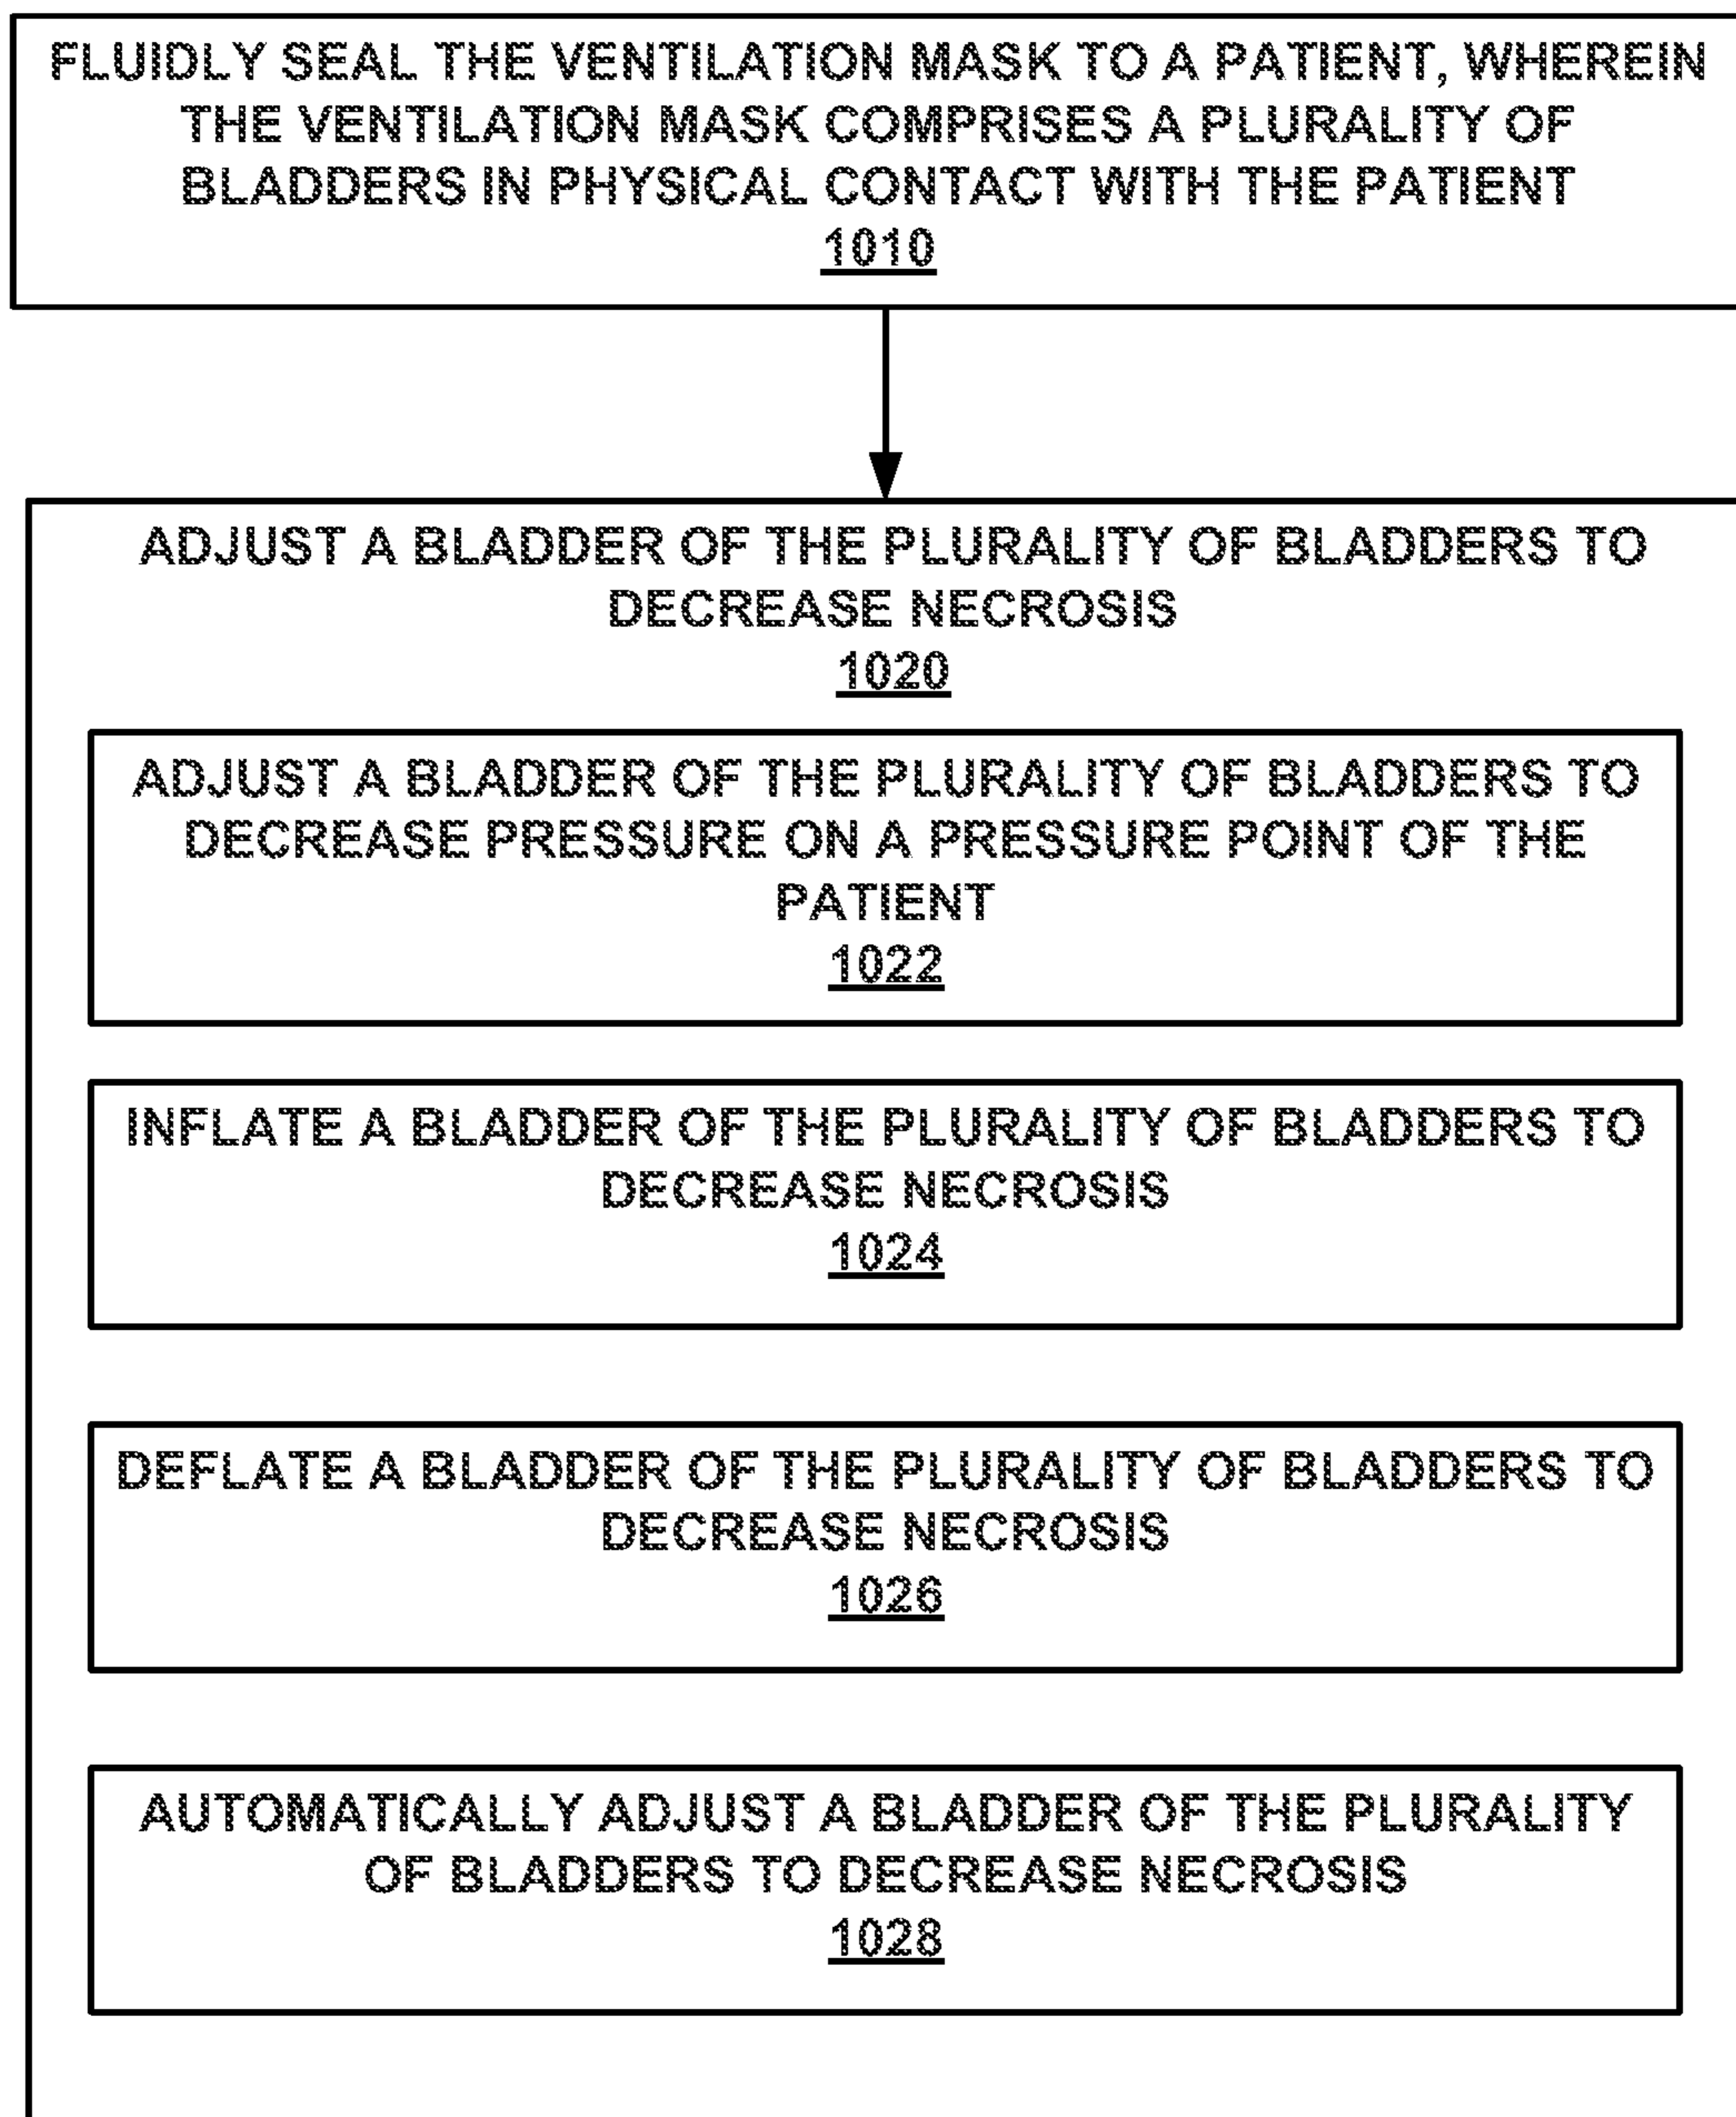 FLUIDLY SEAL THE VENTILATION MASK TO A PATIENT, WHEREIN
THE VENTILATION MASK COMPRISES A PLURALITY OF
BLADDERS IN PHYSICAL CONTACT WITH THE PATIENT
1010
ADJUST A BLADDER OF THE PLURALITY OF BLADDERS TO
DECREASE NECROSIS
1020
ADJUST A BLADDER OF THE PLURALITY OF BLADDERS TO
DECREASE PRESSURE ON A PRESSURE POINT OF THE
PATIENT
1022
INFLATE A BLADDER OF THE PLURALITY OF BLADDERS TO
DECREASE NECROSIS
1024
DEFLATE A BLADDER OF THE PLURALITY OF BLADDERS TO
DECREASE NECROSIS
1026
AUTOMATICALLY ADJUST A BLADDER OF THE PLURALITY
OF BLADDERS TO DECREASE NECROSIS
1028